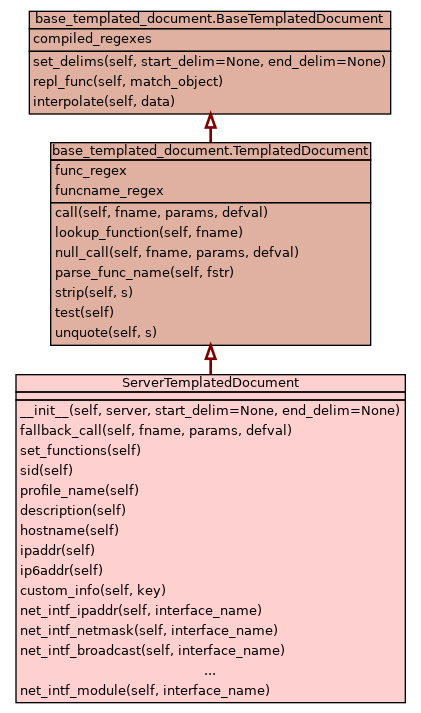 base_templated_document.BaseTemplatedDocument
compiled_regexes
set_delims(self, start_delim=None, end_delim=None)
repl_func(self, match_object)
interpolate(self, data)
base_templated_document.TemplatedDocument
func_regex
funcname_regex
call(self, fname, params, defval)
lookup_function(self, fname)
null_call(self, fname, params, defval)
parse_func_name(self, fstr)
strip(self, s)
test(self)
unquote(self, s)
ServerTemplatedDocument
__init__(self, server, start_delim=None, end_delim=None)
fallback_call(self, fname, params, defval)
set_functions(self)
sid(self)
profile_name(self)
description(self)
hostname(self)
ipaddr(self)
ip6addr(self)
custom_info(self, key)
net_intf_ipaddr(self, interface_name)
net_intf_netmask(self, interface_name)
net_intf_broadcast(self, interface_name)
...
net_intf_module(self, interface_name)